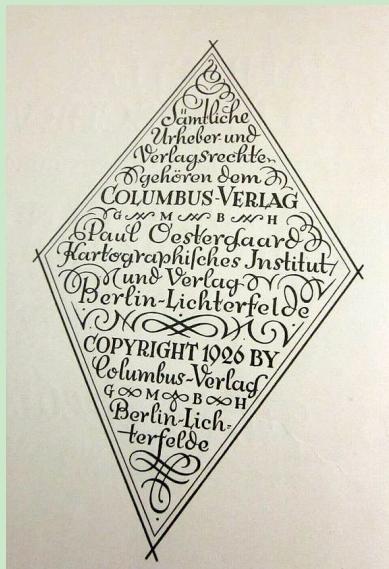 Sämtliche
Urheber- und
Verlagsrechte
gehören dem
COLUMBUS-VERLAG
G M B H
Paul Oestergaard
Kartographisches Institut
und Verlag
Berlin-Lichterfelde
COPYRIGHT 1926 BY
Columbus-Verlag
G M B H
Berlin-Lich-
terfelde